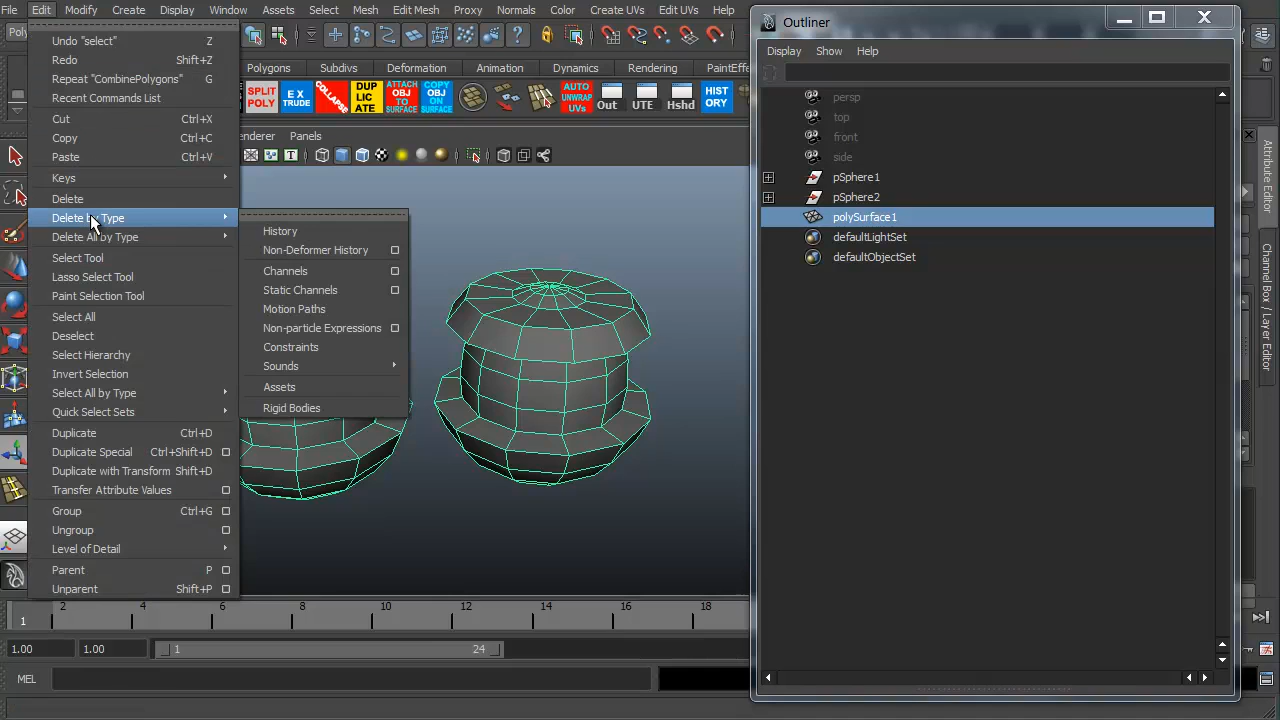 File Edit Modify Create Display Window Assets Select Mesh Edit Mesh Proxy Normals Color Create UVs Edit UVs Help
Outliner
Display Show Help
Undo "select" Z
Redo Shift+Z
Repeat "CombinePolygons" G
Recent Commands List
Cut Ctrl+X
Copy Ctrl+C
Paste Ctrl+V
Keys
Delete
Delete by Type
Delete All by Type
Select Tool
Lasso Select Tool
Paint Selection Tool
Select All
Deselect
Select Hierarchy
Invert Selection
Select All by Type
Quick Select Sets
Duplicate Ctrl+D
Duplicate Special Ctrl+Shift+D
Duplicate with Transform Shift+D
Transfer Attribute Values
Group Ctrl+G
Ungroup
Level of Detail
Parent P
Unparent Shift+P
History
Non-Deformer History
Channels
Static Channels
Motion Paths
Non-particle Expressions
Constraints
Sounds
Assets
Rigid Bodies
Polygons Subdivs Deformation Animation Dynamics Rendering PaintEffe
SPLIT POLY
EX TRUDE
COLLAPSE
DUP LIC ATE
ATTACH OBJ TO SURFACE
COPY OBJ ON SURFACE
AUTO UNWRAP UVs
Out
UTE
Hshd
HIST ORY
enderer Panels
persp
top
front
side
pSphere1
pSphere2
polySurface1
defaultLightSet
defaultObjectSet
Attribute Editor
Channel Box / Layer Editor
1 2 4 6 8 10 12 14 16 18
1.00 1.00 1 24
MEL